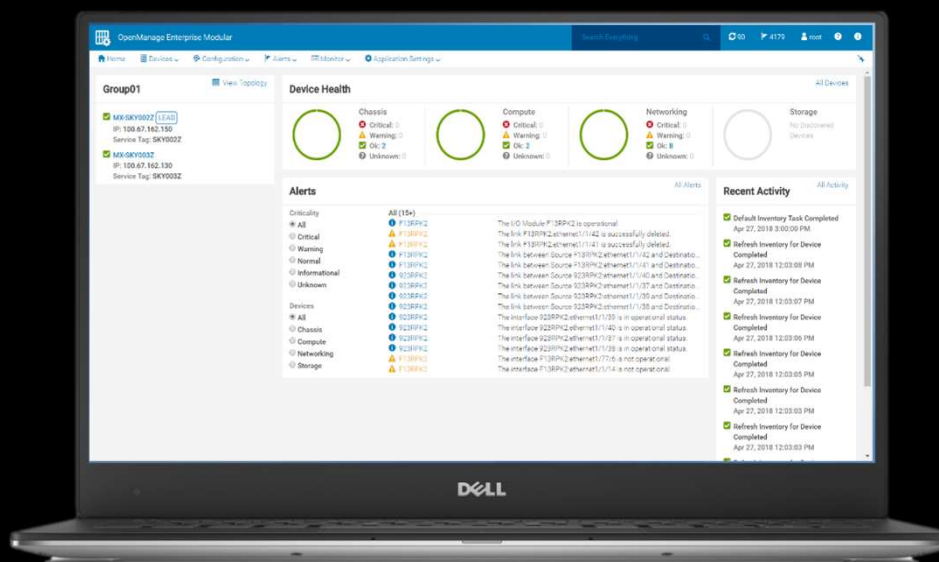 OpenManage Enterprise Modular
Search Everything
90
4179
root
Home
Devices
Configuration
Alerts
Monitor
Application Settings
Group01
View Topology
MX-SKY002Z LEAD
IP: 100.67.162.150
Service Tag: SKY002Z
MX-SKY003Z
IP: 100.67.162.130
Service Tag: SKY003Z
Device Health
All Devices
Chassis
Critical: 0
Warning: 0
Ok: 2
Unknown: 0
Compute
Critical: 0
Warning: 0
Ok: 2
Unknown: 0
Networking
Critical: 0
Warning: 0
Ok: 8
Unknown: 0
Storage
No Discovered
Devices
Alerts
All Alerts
Criticality
All
Critical
Warning
Normal
Informational
Unknown
Devices
All
Chassis
Compute
Networking
Storage
All (15+)
F13RPK2 The I/O Module F13RPK2 is operational.
F13RPK2 The link F13RPK2:ethernet1/1/42 is successfully deleted.
F13RPK2 The link F13RPK2:ethernet1/1/41 is successfully deleted.
F13RPK2 The link between Source F13RPK2:ethernet1/1/42 and Destinatio...
F13RPK2 The link between Source F13RPK2:ethernet1/1/41 and Destinatio...
923RPK2 The link between Source 923RPK2:ethernet1/1/40 and Destinatio...
923RPK2 The link between Source 923RPK2:ethernet1/1/37 and Destinatio...
923RPK2 The link between Source 923RPK2:ethernet1/1/39 and Destinatio...
923RPK2 The link between Source 923RPK2:ethernet1/1/38 and Destinatio...
923RPK2 The interface 923RPK2:ethernet1/1/39 is in operational status.
923RPK2 The interface 923RPK2:ethernet1/1/40 is in operational status.
923RPK2 The interface 923RPK2:ethernet1/1/37 is in operational status.
923RPK2 The interface 923RPK2:ethernet1/1/38 is in operational status.
F13RPK2 The interface F13RPK2:ethernet1/77/6 is not operational.
F13RPK2 The interface F13RPK2:ethernet1/1/14 is not operational.
Recent Activity
All Activity
Default Inventory Task Completed
Apr 27, 2018 3:00:00 PM
Refresh Inventory for Device
Completed
Apr 27, 2018 12:03:08 PM
Refresh Inventory for Device
Completed
Apr 27, 2018 12:03:07 PM
Refresh Inventory for Device
Completed
Apr 27, 2018 12:03:06 PM
Refresh Inventory for Device
Completed
Apr 27, 2018 12:03:05 PM
Refresh Inventory for Device
Completed
Apr 27, 2018 12:03:03 PM
Refresh Inventory for Device
Completed
Apr 27, 2018 12:03:03 PM
DELL